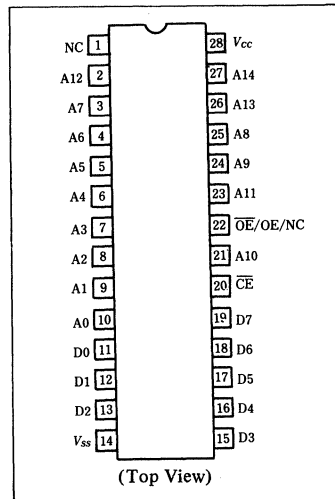 NC 1 28 Vcc
A12 2 27 A14
A7 3 26 A13
A6 4 25 A8
A5 5 24 A9
A4 6 23 A11
A3 7 22 O̅E̅/OE/NC
A2 8 21 A10
A1 9 20 C̅E̅
A0 10 19 D7
D0 11 18 D6
D1 12 17 D5
D2 13 16 D4
Vss 14 15 D3
(Top View)